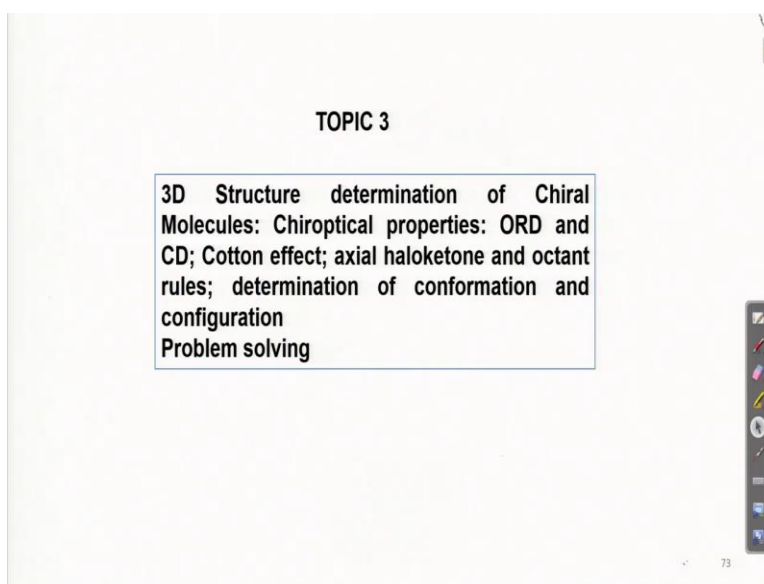 TOPIC 3
3D Structure determination of Chiral
Molecules: Chiroptical properties: ORD and
CD; Cotton effect; axial haloketone and octant
rules; determination of conformation and
configuration
Problem solving
73